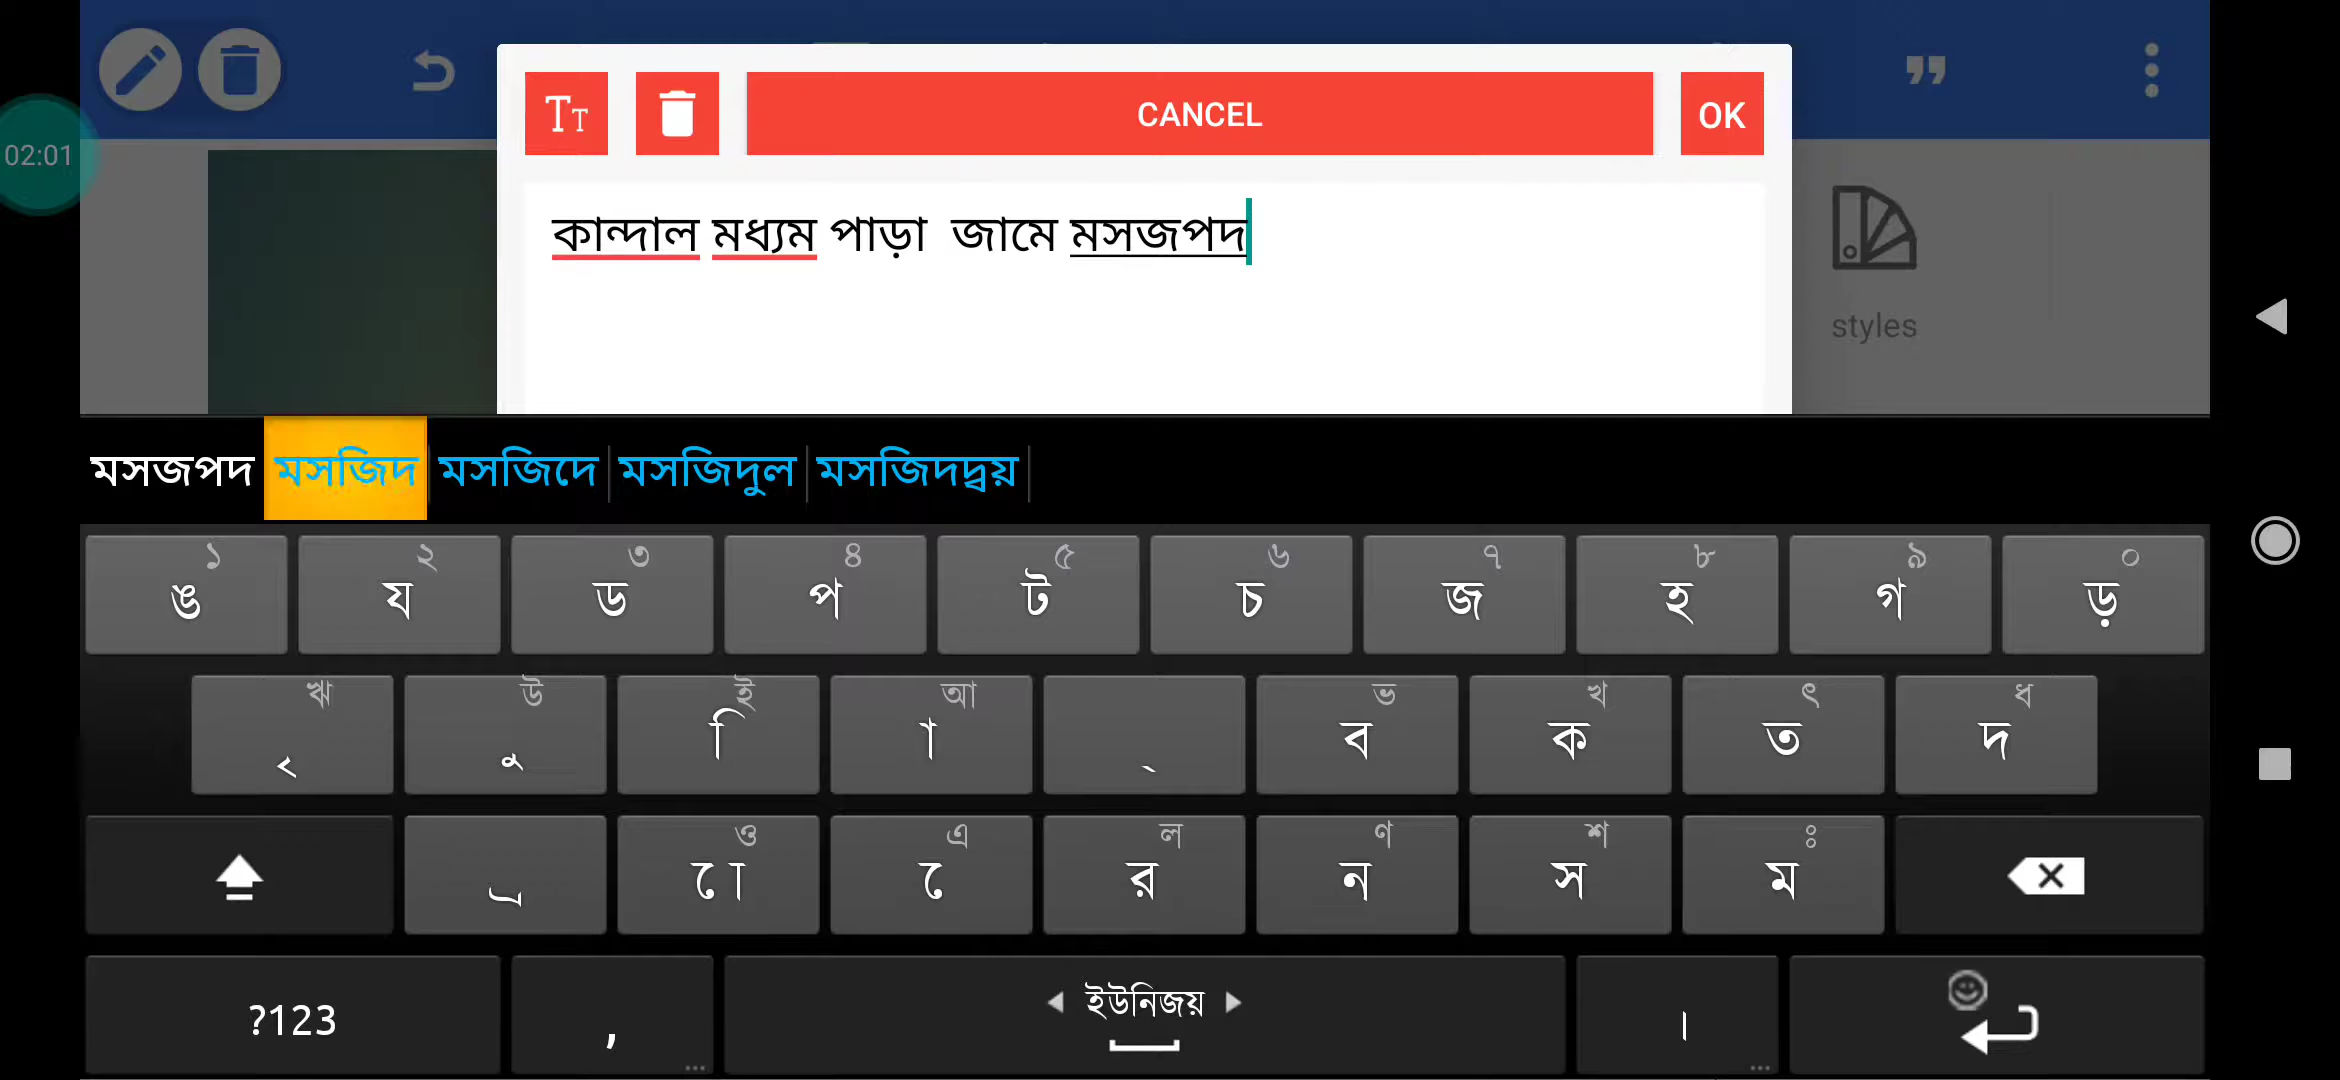 02:01
CANCEL
OK
কান্দাল মধ্যম পাড়া  জামে মসজপদ
styles
মসজপদ মসজিদ মসজিদে মসজিদুল মসজিদদ্বয়
১ ২ ৩ ৪ ৫ ৬ ৭ ৮ ৯ ০
ঙ য ড প ট চ জ হ গ ড়
ঋ উ ই আ ভ খ ৎ ধ
ৃ ু ি া ্ ব ক ত দ
ও এ ল ণ শ ঃ
্র ো ে র ন স ম
?123 , ইউনিজয় ।